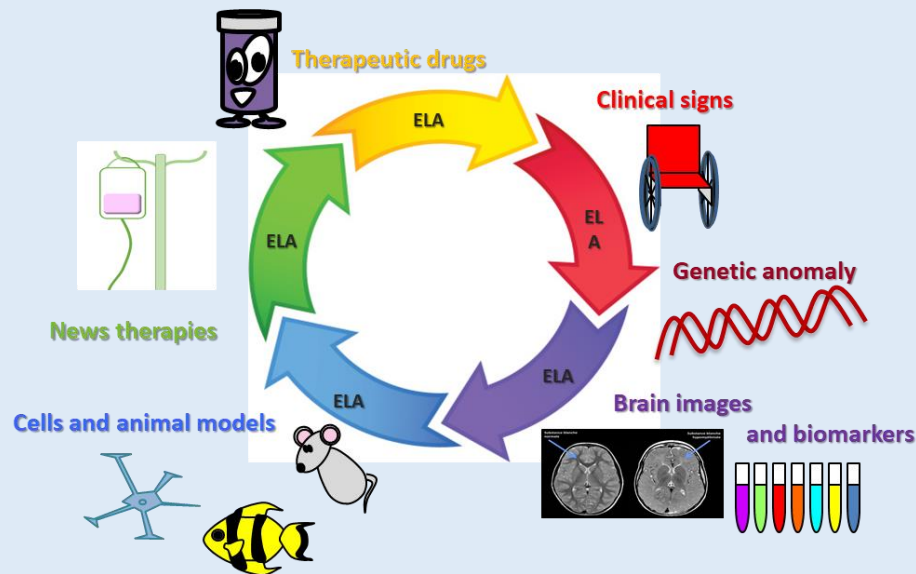 Therapeutic drugs
Clinical signs
ELA
EL
A
Genetic anomaly
ELA
News therapies
ELA
ELA
Brain images
Cells and animal models
and biomarkers